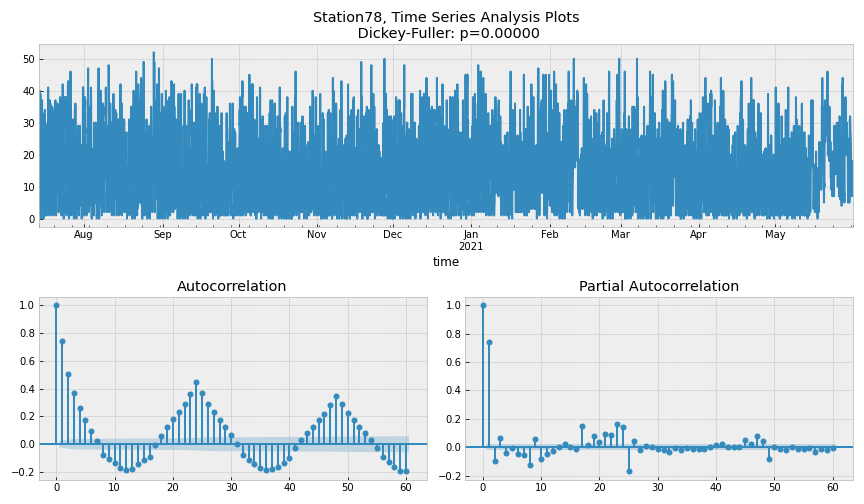 Station78, Time Series Analysis Plots
Dickey-Fuller: p=0.00000
50
40
30
20
10
0
Aug Sep Oct Nov Dec Jan Feb Mar Apr May
2021
time
Autocorrelation Partial Autocorrelation
1.0 1.0
0.8 0.8
0.6 0.6
0.4 0.4
0.2 0.2
0.0 0.0
−0.2 −0.2
0 10 20 30 40 50 60 0 10 20 30 40 50 60